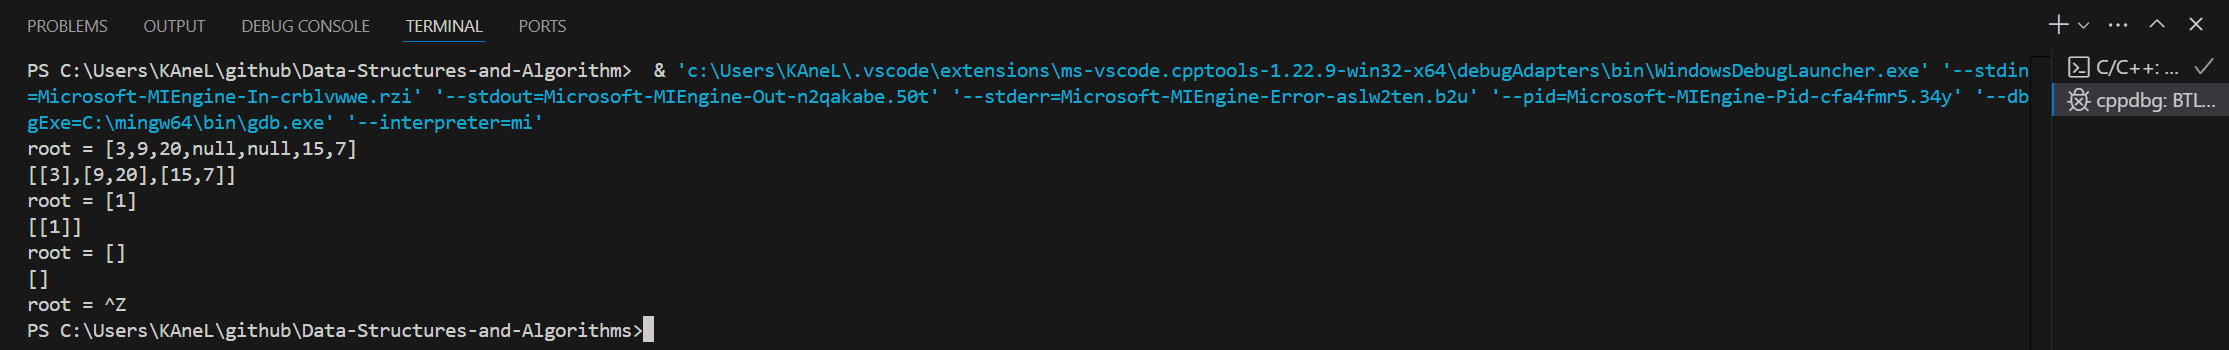 PROBLEMS OUTPUT DEBUG CONSOLE TERMINAL PORTS
PS C:\Users\KAneL\github\Data-Structures-and-Algorithm>  & 'c:\Users\KAneL\.vscode\extensions\ms-vscode.cpptools-1.22.9-win32-x64\debugAdapters\bin\WindowsDebugLauncher.exe' '--stdin
=Microsoft-MIEngine-In-crblvwwe.rzi' '--stdout=Microsoft-MIEngine-Out-n2qakabe.50t' '--stderr=Microsoft-MIEngine-Error-aslw2ten.b2u' '--pid=Microsoft-MIEngine-Pid-cfa4fmr5.34y' '--db
gExe=C:\mingw64\bin\gdb.exe' '--interpreter=mi'
root = [3,9,20,null,null,15,7]
[[3],[9,20],[15,7]]
root = [1]
[[1]]
root = []
[]
root = ^Z
PS C:\Users\KAneL\github\Data-Structures-and-Algorithms>
C/C++: ...
cppdbg: BTL...